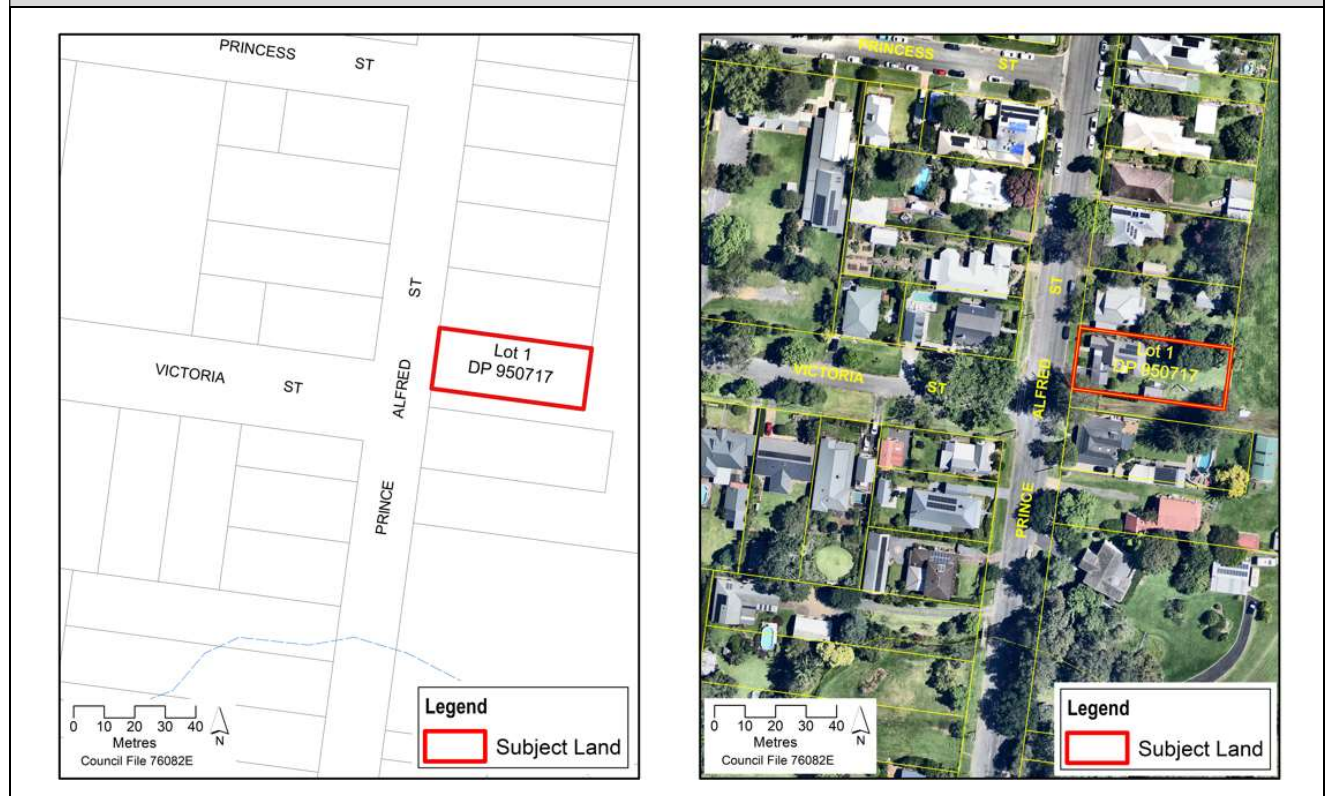 PRINCESS ST
Lot 1
DP 950717
VICTORIA ST
PRINCE ALFRED ST
0 10 20 30 40
Metres
N
Council File 76082E
Legend
Subject Land
PRINCESS ST
Lot 1
DP 950717
VICTORIA ST
PRINCE ALFRED ST
0 10 20 30 40
Metres
N
Council File 76082E
Legend
Subject Land